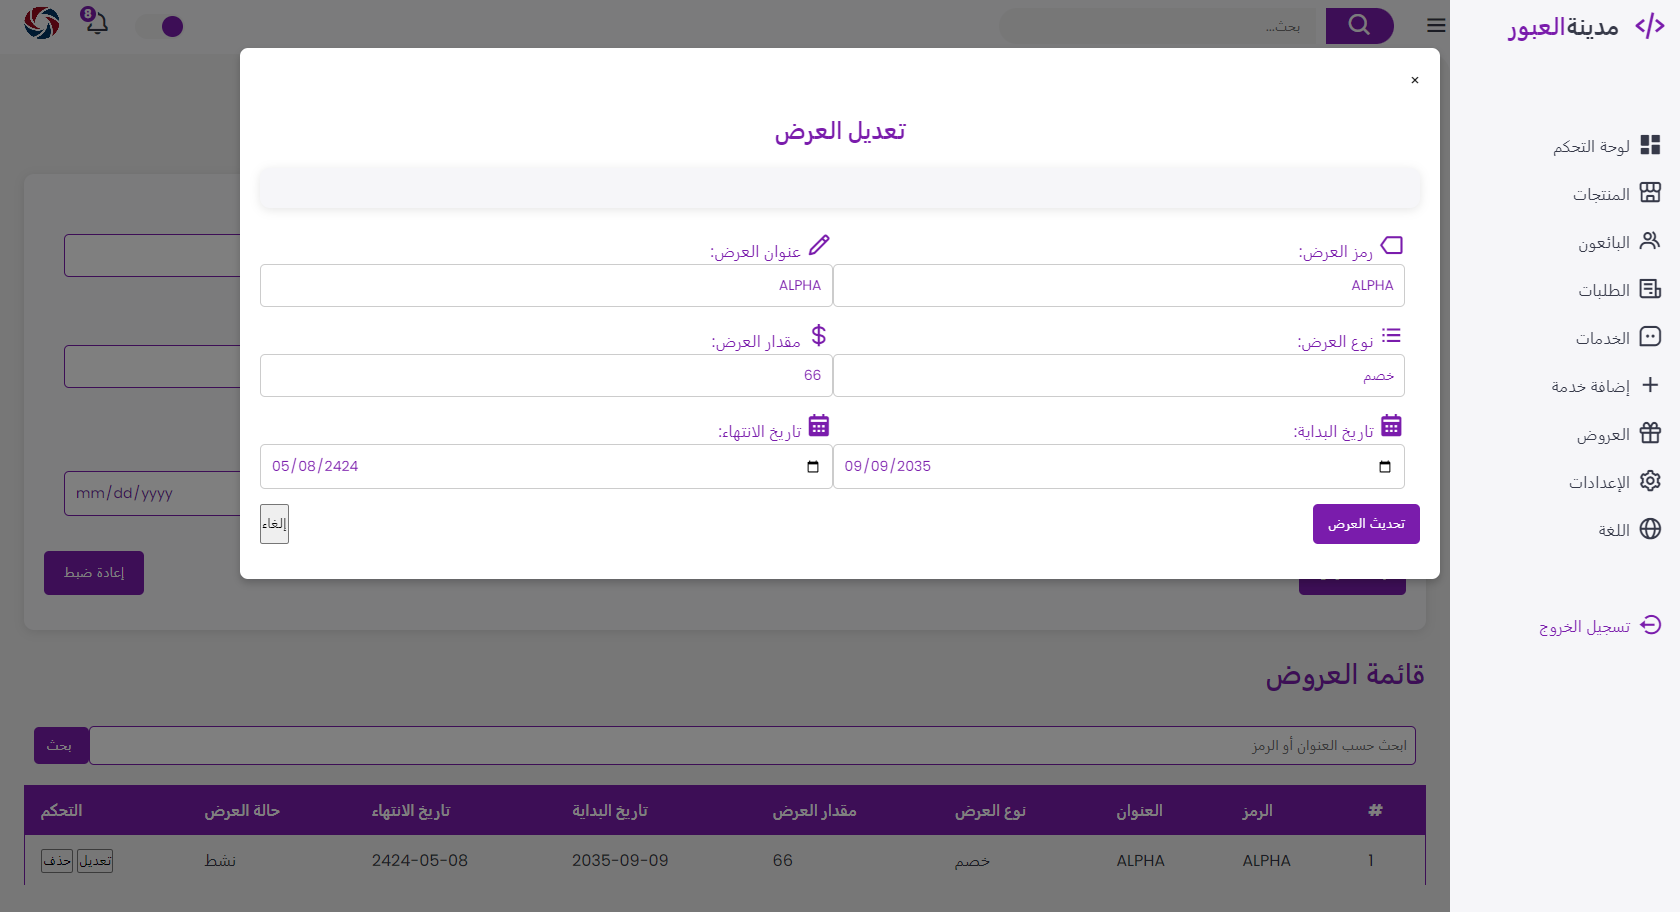 مدينةالعبور
لوحة التحكم
المنتجات
البائعون
الطلبات
الخدمات
إضافة خدمة
العروض
الإعدادات
اللغة
تسجيل الخروج
بحث...
8
×
تعديل العرض
رمز العرض:
ALPHA
عنوان العرض:
ALPHA
نوع العرض:
خصم
مقدار العرض:
66
تاريخ البداية:
09/09/2035
تاريخ الانتهاء:
05/08/2424
تحديث العرض
إلغاء
mm/dd/yyyy
إعادة ضبط
قائمة العروض
ابحث حسب العنوان أو الرمز
بحث
# الرمز العنوان نوع العرض مقدار العرض تاريخ البداية تاريخ الانتهاء حالة العرض التحكم
1 ALPHA ALPHA خصم 66 2035-09-09 2424-05-08 نشط تعديل حذف